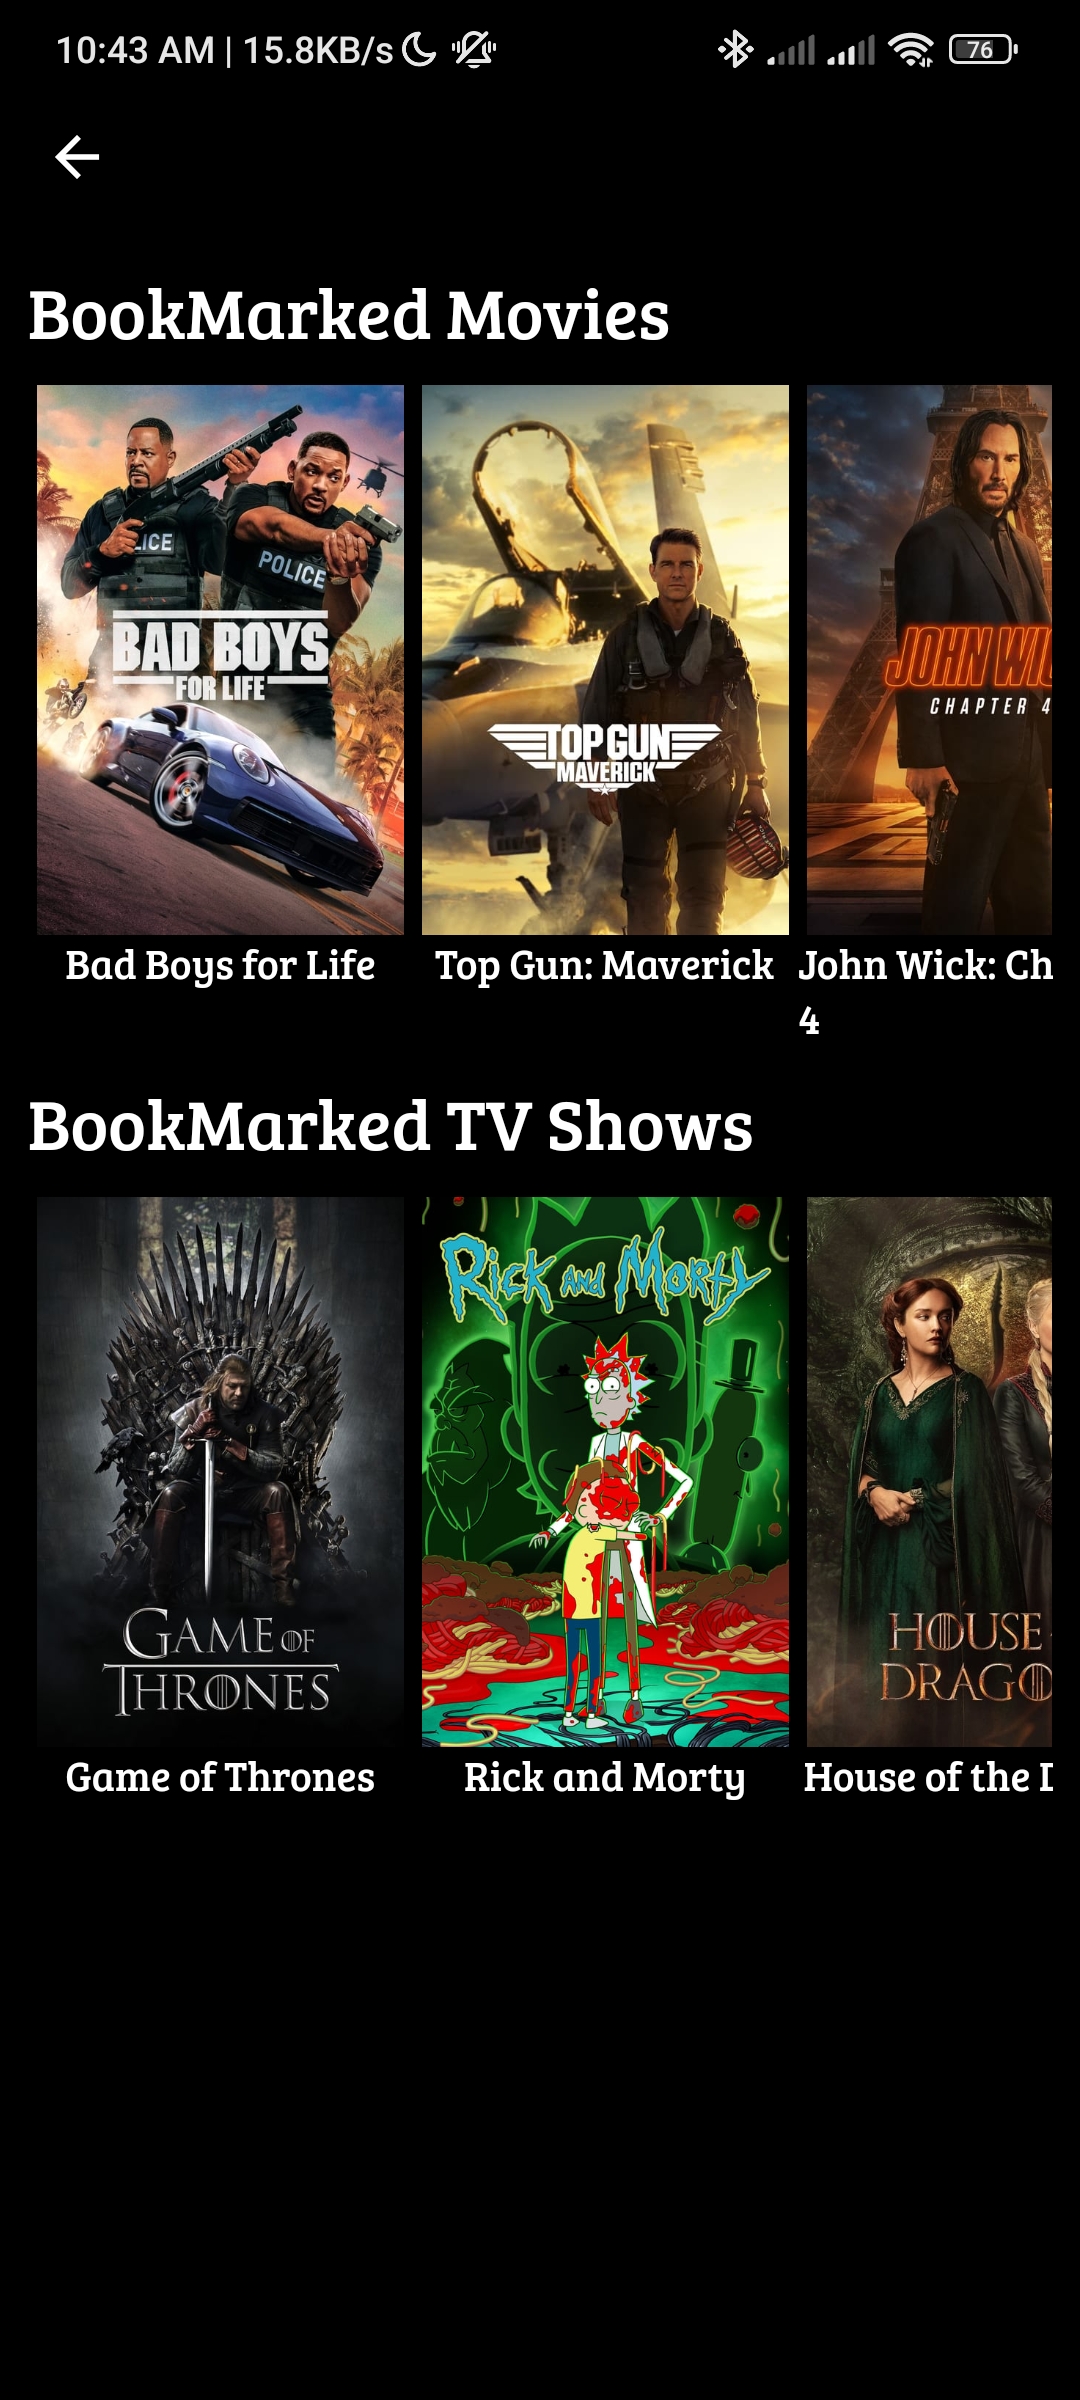 10:43 AM | 15.8KB/s
76
BookMarked Movies
LICE
POLICE
BAD BOYS
FOR LIFE
TOP GUN
MAVERICK
JOHN WIC
CHAPTER 4
Bad Boys for Life
Top Gun: Maverick
John Wick: Ch
4
BookMarked TV Shows
GAME OF
THRONES
RICK AND MORTY
HOUSE
DRAGO
Game of Thrones
Rick and Morty
House of the D